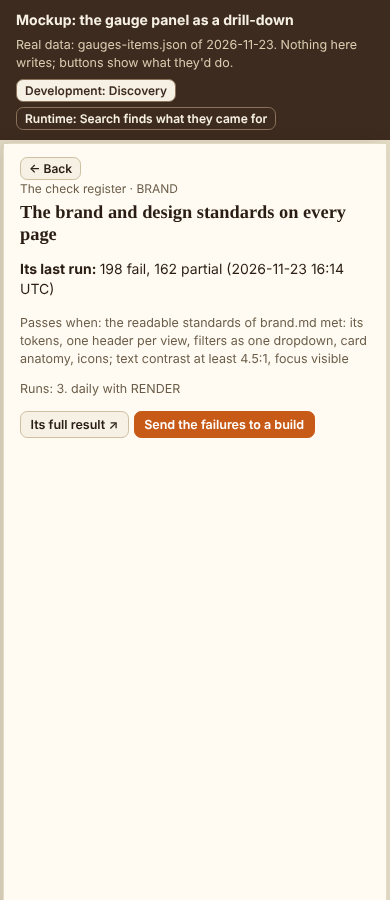 Mockup: the gauge panel as a drill-down
Real data: gauges-items.json of 2026-11-23. Nothing here
writes; buttons show what they'd do.
Development: Discovery
Runtime: Search finds what they came for
← Back
The check register · BRAND
The brand and design standards on every
page
Its last run: 198 fail, 162 partial (2026-11-23 16:14
UTC)
Passes when: the readable standards of brand.md met: its
tokens, one header per view, filters as one dropdown, card
anatomy, icons; text contrast at least 4.5:1, focus visible
Runs: 3. daily with RENDER
Its full result ↗
Send the failures to a build